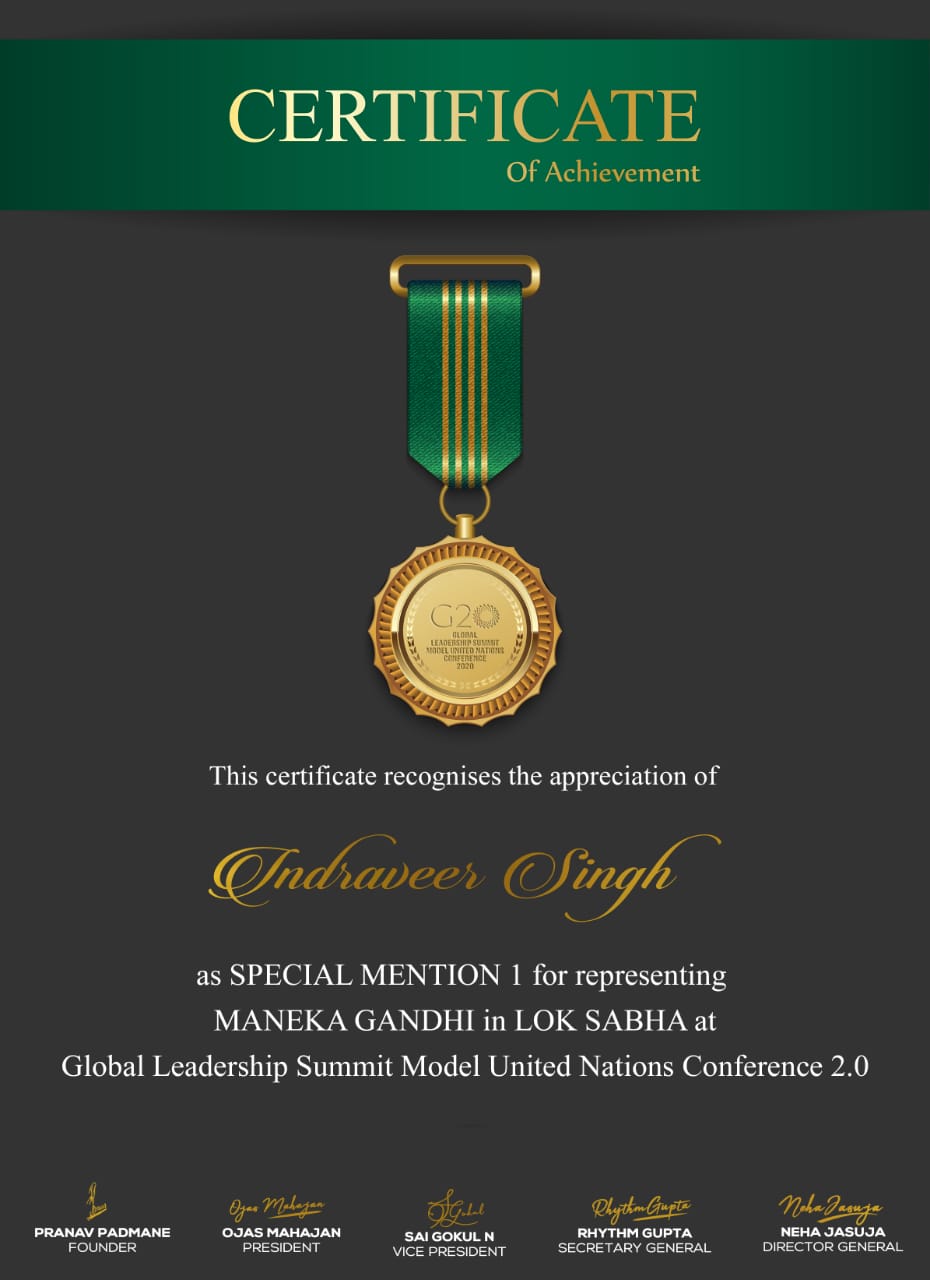 CERTIFICATE
Of Achievement
G20
GLOBAL
LEADERSHIP SUMMIT
MODEL UNITED NATIONS
CONFERENCE
2020
This certificate recognises the appreciation of
Indraveer Singh
as SPECIAL MENTION 1 for representing
MANEKA GANDHI in LOK SABHA at
Global Leadership Summit Model United Nations Conference 2.0
Ojas Mahajan
S Gokul
Rhythm Gupta
Neha Jasuja
PRANAV PADMANE
FOUNDER
OJAS MAHAJAN
PRESIDENT
SAI GOKUL N
VICE PRESIDENT
RHYTHM GUPTA
SECRETARY GENERAL
NEHA JASUJA
DIRECTOR GENERAL